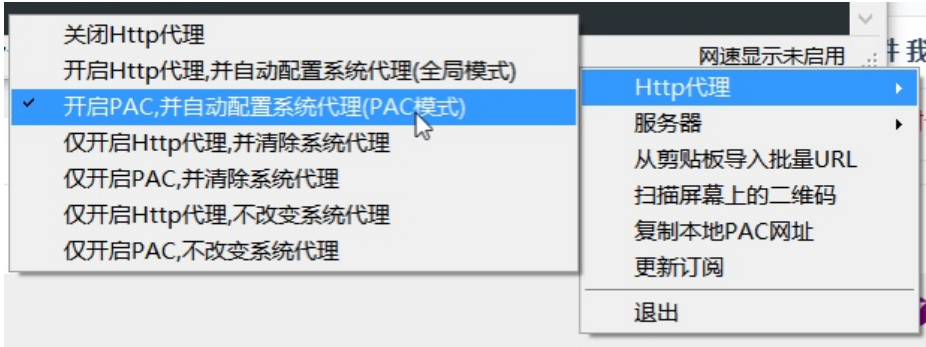 关闭Http代理
开启Http代理,并自动配置系统代理(全局模式)
开启PAC,并自动配置系统代理(PAC模式)
仅开启Http代理,并清除系统代理
仅开启PAC,并清除系统代理
仅开启Http代理,不改变系统代理
仅开启PAC,不改变系统代理
网速显示未启用
我
Http代理
服务器
从剪贴板导入批量URL
扫描屏幕上的二维码
复制本地PAC网址
更新订阅
退出